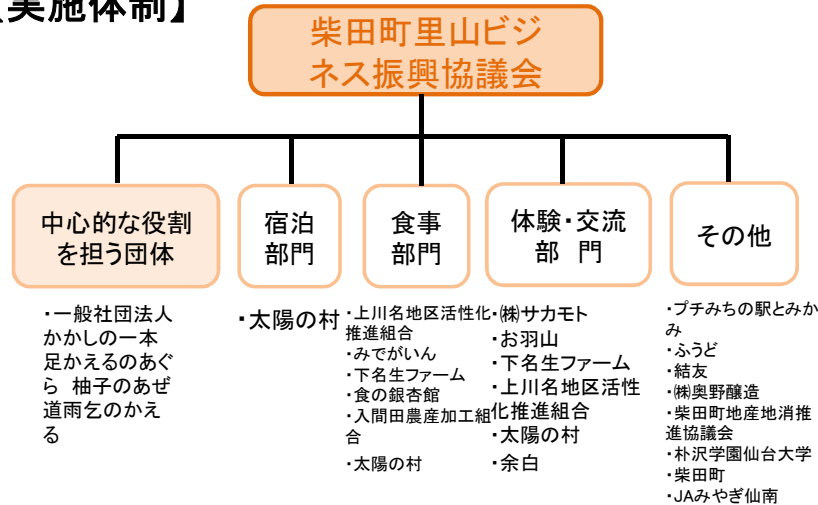 実施体制】
柴田町里山ビジ
ネス振興協議会
中心的な役割
を担う団体
・一般社団法人
かかしの一本
足かえるのあぐ
ら 柚子のあぜ
道雨乞のかえ
る
宿泊
部門
・太陽の村
食事
部門
・上川名地区活性化
推進組合
・みでがいん
・下名生ファーム
・食の銀杏館
・入間田農産加工組
合
・太陽の村
体験・交流
部 門
・㈱サカモト
・お羽山
・下名生ファーム
・上川名地区活性
化推進組合
・太陽の村
・余白
その他
・プチみちの駅とみか
み
・ふうど
・結友
・㈱奥野醸造
・柴田町地産地消推
進協議会
・朴沢学園仙台大学
・柴田町
・JAみやぎ仙南